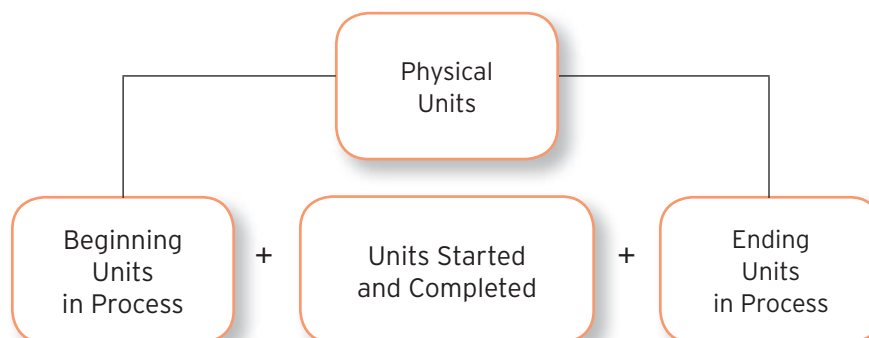 Physical
Units
Beginning
Units
in Process
+
Units Started
and Completed
+
Ending
Units
in Process